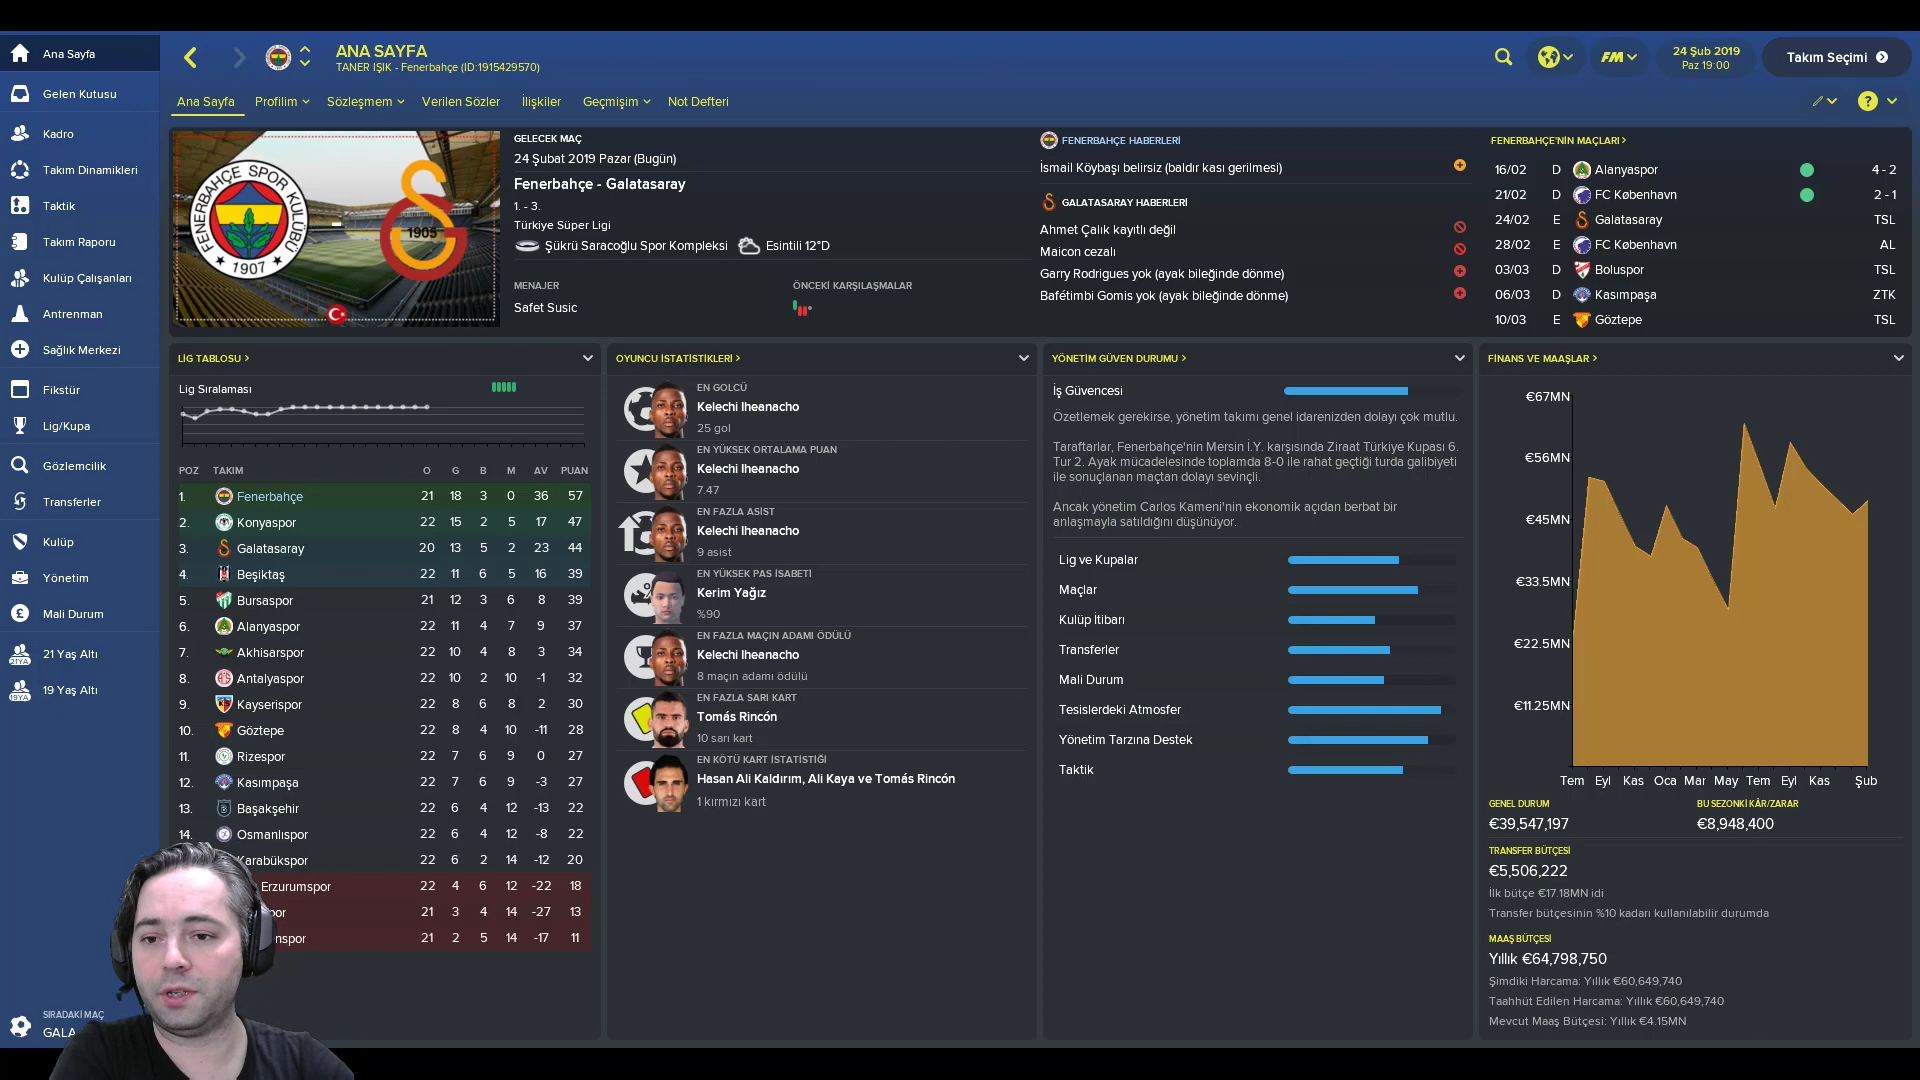 Ana Sayfa
Gelen Kutusu
Kadro
Takım Dinamikleri
Taktik
Takım Raporu
Kulüp Çalışanları
Antrenman
Sağlık Merkezi
Fikstür
Lig/Kupa
Gözlemcilik
Transferler
Kulüp
Yönetim
Mali Durum
21YA
21 Yaş Altı
19YA
19 Yaş Altı
SIRADAKİ MAÇ
GALA
ANA SAYFA
TANER IŞIK - Fenerbahçe (ID:1915429570)
FM
24 Şub 2019
Paz 19:00
Takım Seçimi
Ana Sayfa Profilim Sözleşmem Verilen Sözler İlişkiler Geçmişim Not Defteri
?
FENERBAHÇE SPOR KULÜBÜ
1907
1905
GELECEK MAÇ
24 Şubat 2019 Pazar (Bugün)
Fenerbahçe - Galatasaray
1. - 3.
Türkiye Süper Ligi
Şükrü Saracoğlu Spor Kompleksi Esintili 12°D
MENAJER
Safet Susic
ÖNCEKİ KARŞILAŞMALAR
FENERBAHÇE HABERLERİ
İsmail Köybaşı belirsiz (baldır kası gerilmesi)
GALATASARAY HABERLERİ
Ahmet Çalık kayıtlı değil
Maicon cezalı
Garry Rodrigues yok (ayak bileğinde dönme)
Bafétimbi Gomis yok (ayak bileğinde dönme)
FENERBAHÇE'NİN MAÇLARI
16/02 D Alanyaspor 4 - 2
21/02 D FC København 2 - 1
24/02 E Galatasaray TSL
28/02 E FC København AL
03/03 D Boluspor TSL
06/03 D Kasımpaşa ZTK
10/03 E Göztepe TSL
LİG TABLOSU
Lig Sıralaması
POZ TAKIM O G B M AV PUAN
1. Fenerbahçe 21 18 3 0 36 57
2. Konyaspor 22 15 2 5 17 47
3. Galatasaray 20 13 5 2 23 44
4. Beşiktaş 22 11 6 5 16 39
5. Bursaspor 21 12 3 6 8 39
6. Alanyaspor 22 11 4 7 9 37
7. Akhisarspor 22 10 4 8 3 34
8. Antalyaspor 22 10 2 10 -1 32
9. Kayserispor 22 8 6 8 2 30
10. Göztepe 22 8 4 10 -11 28
11. Rizespor 22 7 6 9 0 27
12. Kasımpaşa 22 7 6 9 -3 27
13. Başakşehir 22 6 4 12 -13 22
14. Osmanlıspor 22 6 4 12 -8 22
Karabükspor 22 6 2 14 -12 20
Erzurumspor 22 4 6 12 -22 18
por 21 3 4 14 -27 13
nspor 21 2 5 14 -17 11
OYUNCU İSTATİSTİKLERİ
EN GOLCÜ
Kelechi Iheanacho
25 gol
EN YÜKSEK ORTALAMA PUAN
Kelechi Iheanacho
7.47
EN FAZLA ASİST
Kelechi Iheanacho
9 asist
EN YÜKSEK PAS İSABETİ
Kerim Yağız
%90
EN FAZLA MAÇIN ADAMI ÖDÜLÜ
Kelechi Iheanacho
8 maçın adamı ödülü
EN FAZLA SARI KART
Tomás Rincón
10 sarı kart
EN KÖTÜ KART İSTATİSTİĞİ
Hasan Ali Kaldırım, Ali Kaya ve Tomás Rincón
1 kırmızı kart
YÖNETİM GÜVEN DURUMU
İş Güvencesi
Özetlemek gerekirse, yönetim takımı genel idarenizden dolayı çok mutlu.
Taraftarlar, Fenerbahçe'nin Mersin İ.Y. karşısında Ziraat Türkiye Kupası 6.
Tur 2. Ayak mücadelesinde toplamda 8-0 ile rahat geçtiği turda galibiyeti
ile sonuçlanan maçtan dolayı sevinçli.
Ancak yönetim Carlos Kameni'nin ekonomik açıdan berbat bir
anlaşmayla satıldığını düşünüyor.
Lig ve Kupalar
Maçlar
Kulüp İtibarı
Transferler
Mali Durum
Tesislerdeki Atmosfer
Yönetim Tarzına Destek
Taktik
FİNANS VE MAAŞLAR
€67MN
€56MN
€45MN
€33.5MN
€22.5MN
€11.25MN
Tem Eyl Kas Oca Mar May Tem Eyl Kas Şub
GENEL DURUM
€39,547,197
BU SEZONKİ KÂR/ZARAR
€8,948,400
TRANSFER BÜTÇESİ
€5,506,222
İlk bütçe €17.18MN idi
Transfer bütçesinin %10 kadarı kullanılabilir durumda
MAAŞ BÜTÇESİ
Yıllık €64,798,750
Şimdiki Harcama: Yıllık €60,649,740
Taahhüt Edilen Harcama: Yıllık €60,649,740
Mevcut Maaş Bütçesi: Yıllık €4.15MN